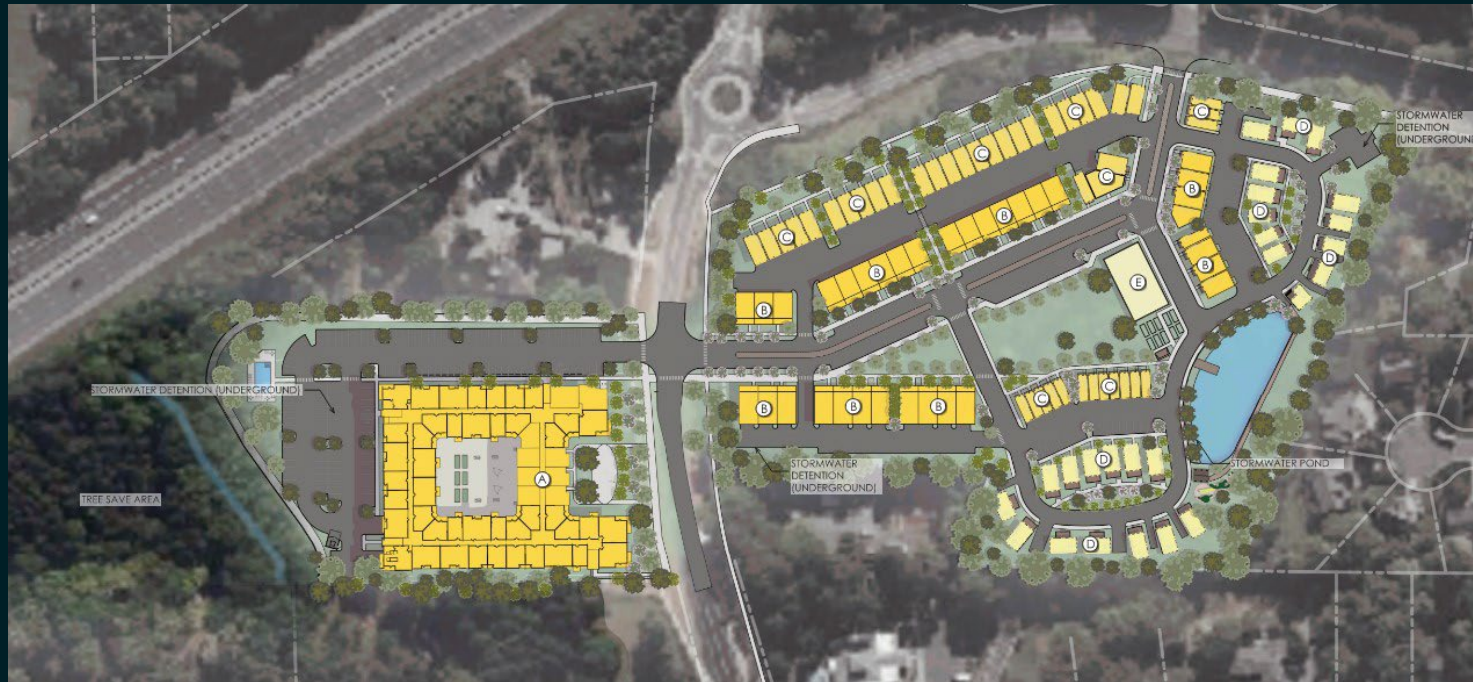 STORMWATER
DETENTION
(UNDERGROUND
C
C
D
C
C
C
B
D
C
B
C
D
B
B
E
B
STORMWATER DETENTION (UNDERGROUND)
C
C
B
B
B
D
STORMWATER
DETENTION
(UNDERGROUND)
STORMWATER POND
A
TREE SAVE AREA
D